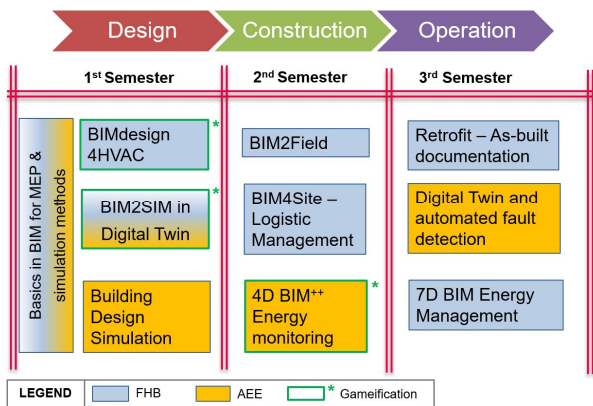 Design Construction Operation
1st Semester 2nd Semester 3rd Semester
Basics in BIM for MEP &
simulation methods
BIMdesign *
4HVAC
BIM2SIM in *
Digital Twin
Building
Design
Simulation
BIM2Field
BIM4Site –
Logistic
Management
4D BIM++ *
Energy
monitoring
Retrofit – As-built
documentation
Digital Twin and
automated fault
detection
7D BIM Energy
Management
LEGEND FHB AEE * Gameification